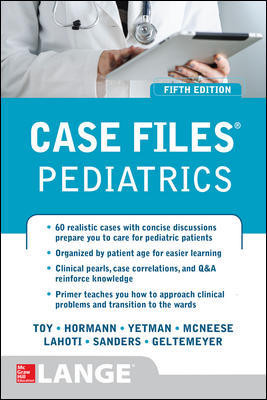 FIFTH EDITION
CASE FILES®
PEDIATRICS
• 60 realistic cases with concise discussions
prepare you to care for pediatric patients
• Organized by patient age for easier learning
• Clinical pearls, case correlations, and Q&A
reinforce knowledge
• Primer teaches you how to approach clinical
problems and transition to the wards
TOY • HORMANN • YETMAN • MCNEESE
LAHOTI • SANDERS • GELTEMEYER
Mc
Graw
Hill
Education
LANGE®